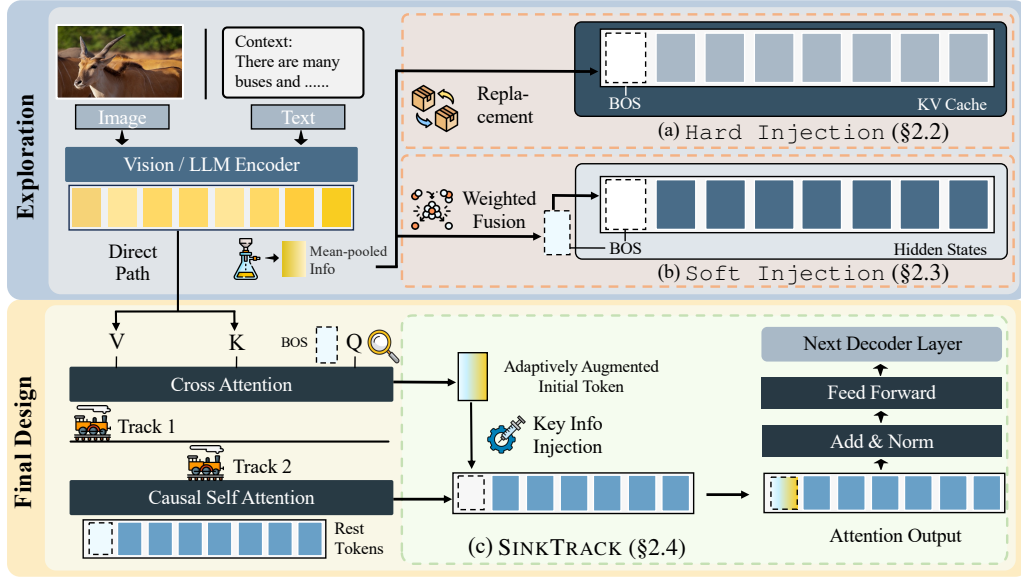 Exploration
Context:
There are many
buses and ......
Image
Text
Vision / LLM Encoder
Direct
Path
Mean-pooled
Info
Repla-
cement
BOS
KV Cache
(a) Hard Injection (§2.2)
Weighted
Fusion
BOS
Hidden States
(b) Soft Injection (§2.3)
Final Design
V
K
BOS
Q
Cross Attention
Track 1
Track 2
Causal Self Attention
Rest
Tokens
Adaptively Augmented
Initial Token
Key Info
Injection
(c) SINKTRACK (§2.4)
Next Decoder Layer
Feed Forward
Add & Norm
Attention Output